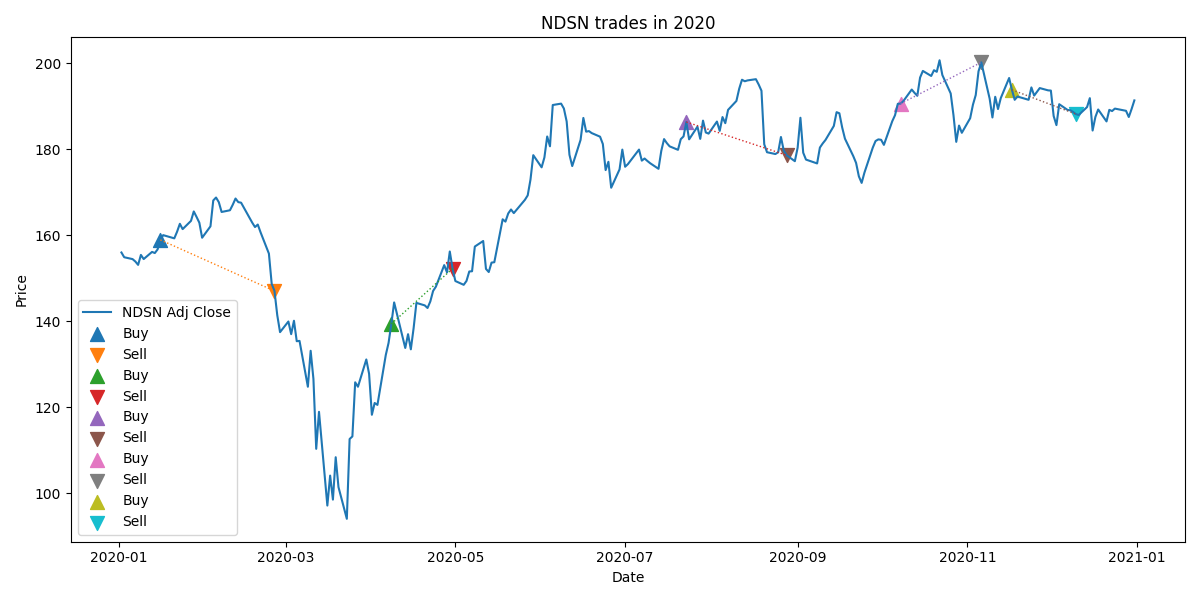 NDSN trades in 2020
Price
200
180
160
140
120
100
NDSN Adj Close
Buy
Sell
Buy
Sell
Buy
Sell
Buy
Sell
Buy
Sell
2020-01
2020-03
2020-05
2020-07
2020-09
2020-11
2021-01
Date